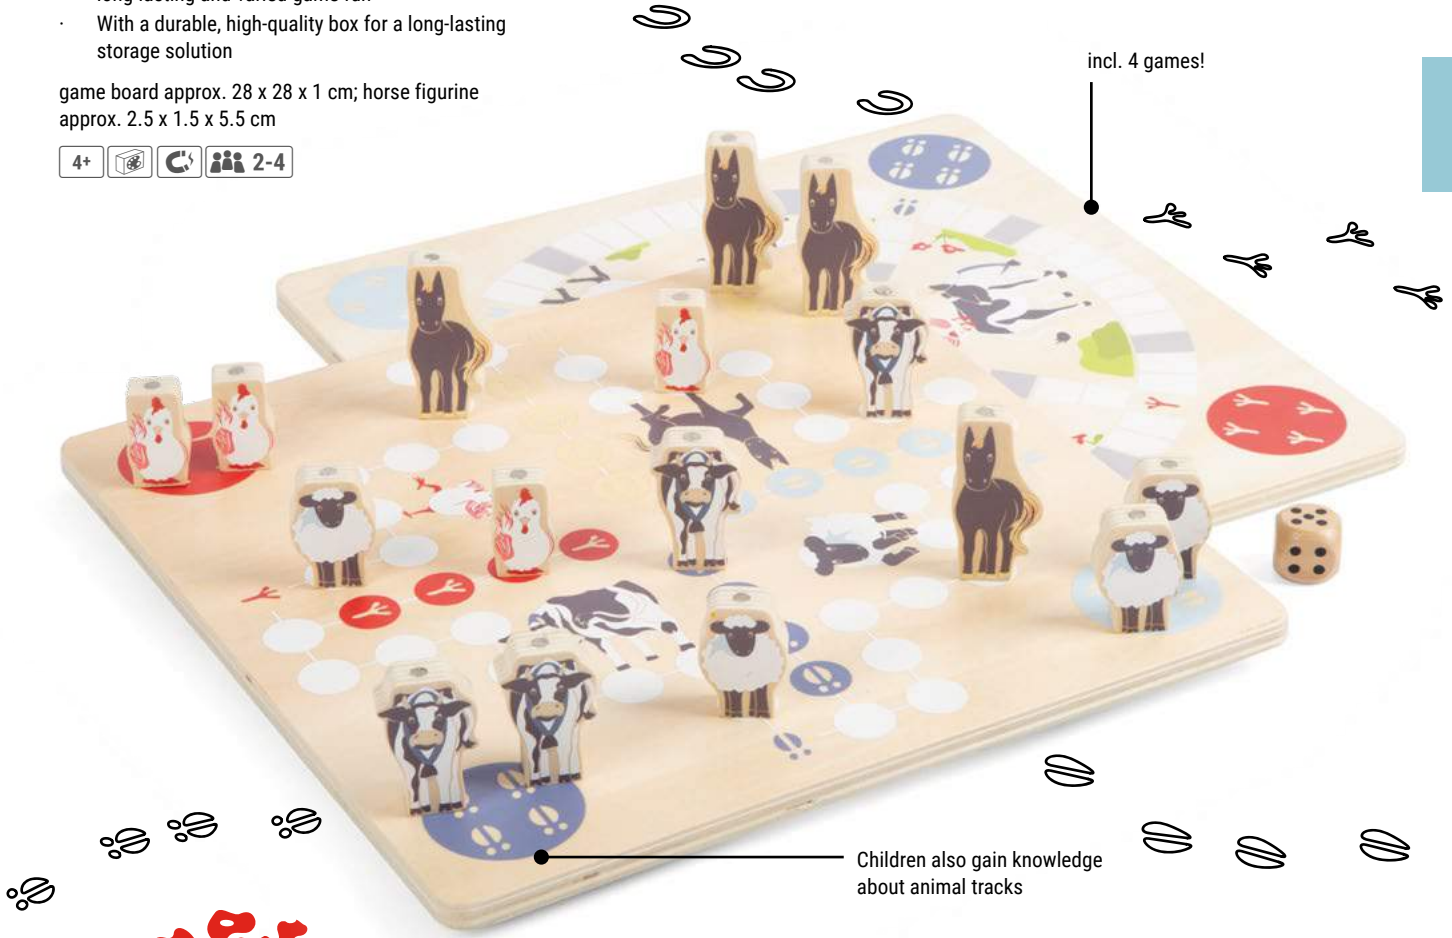 · With a durable, high-quality box for a long-lasting
storage solution
game board approx. 28 x 28 x 1 cm; horse figurine
approx. 2.5 x 1.5 x 5.5 cm
4+ 2-4
incl. 4 games!
Children also gain knowledge
about animal tracks